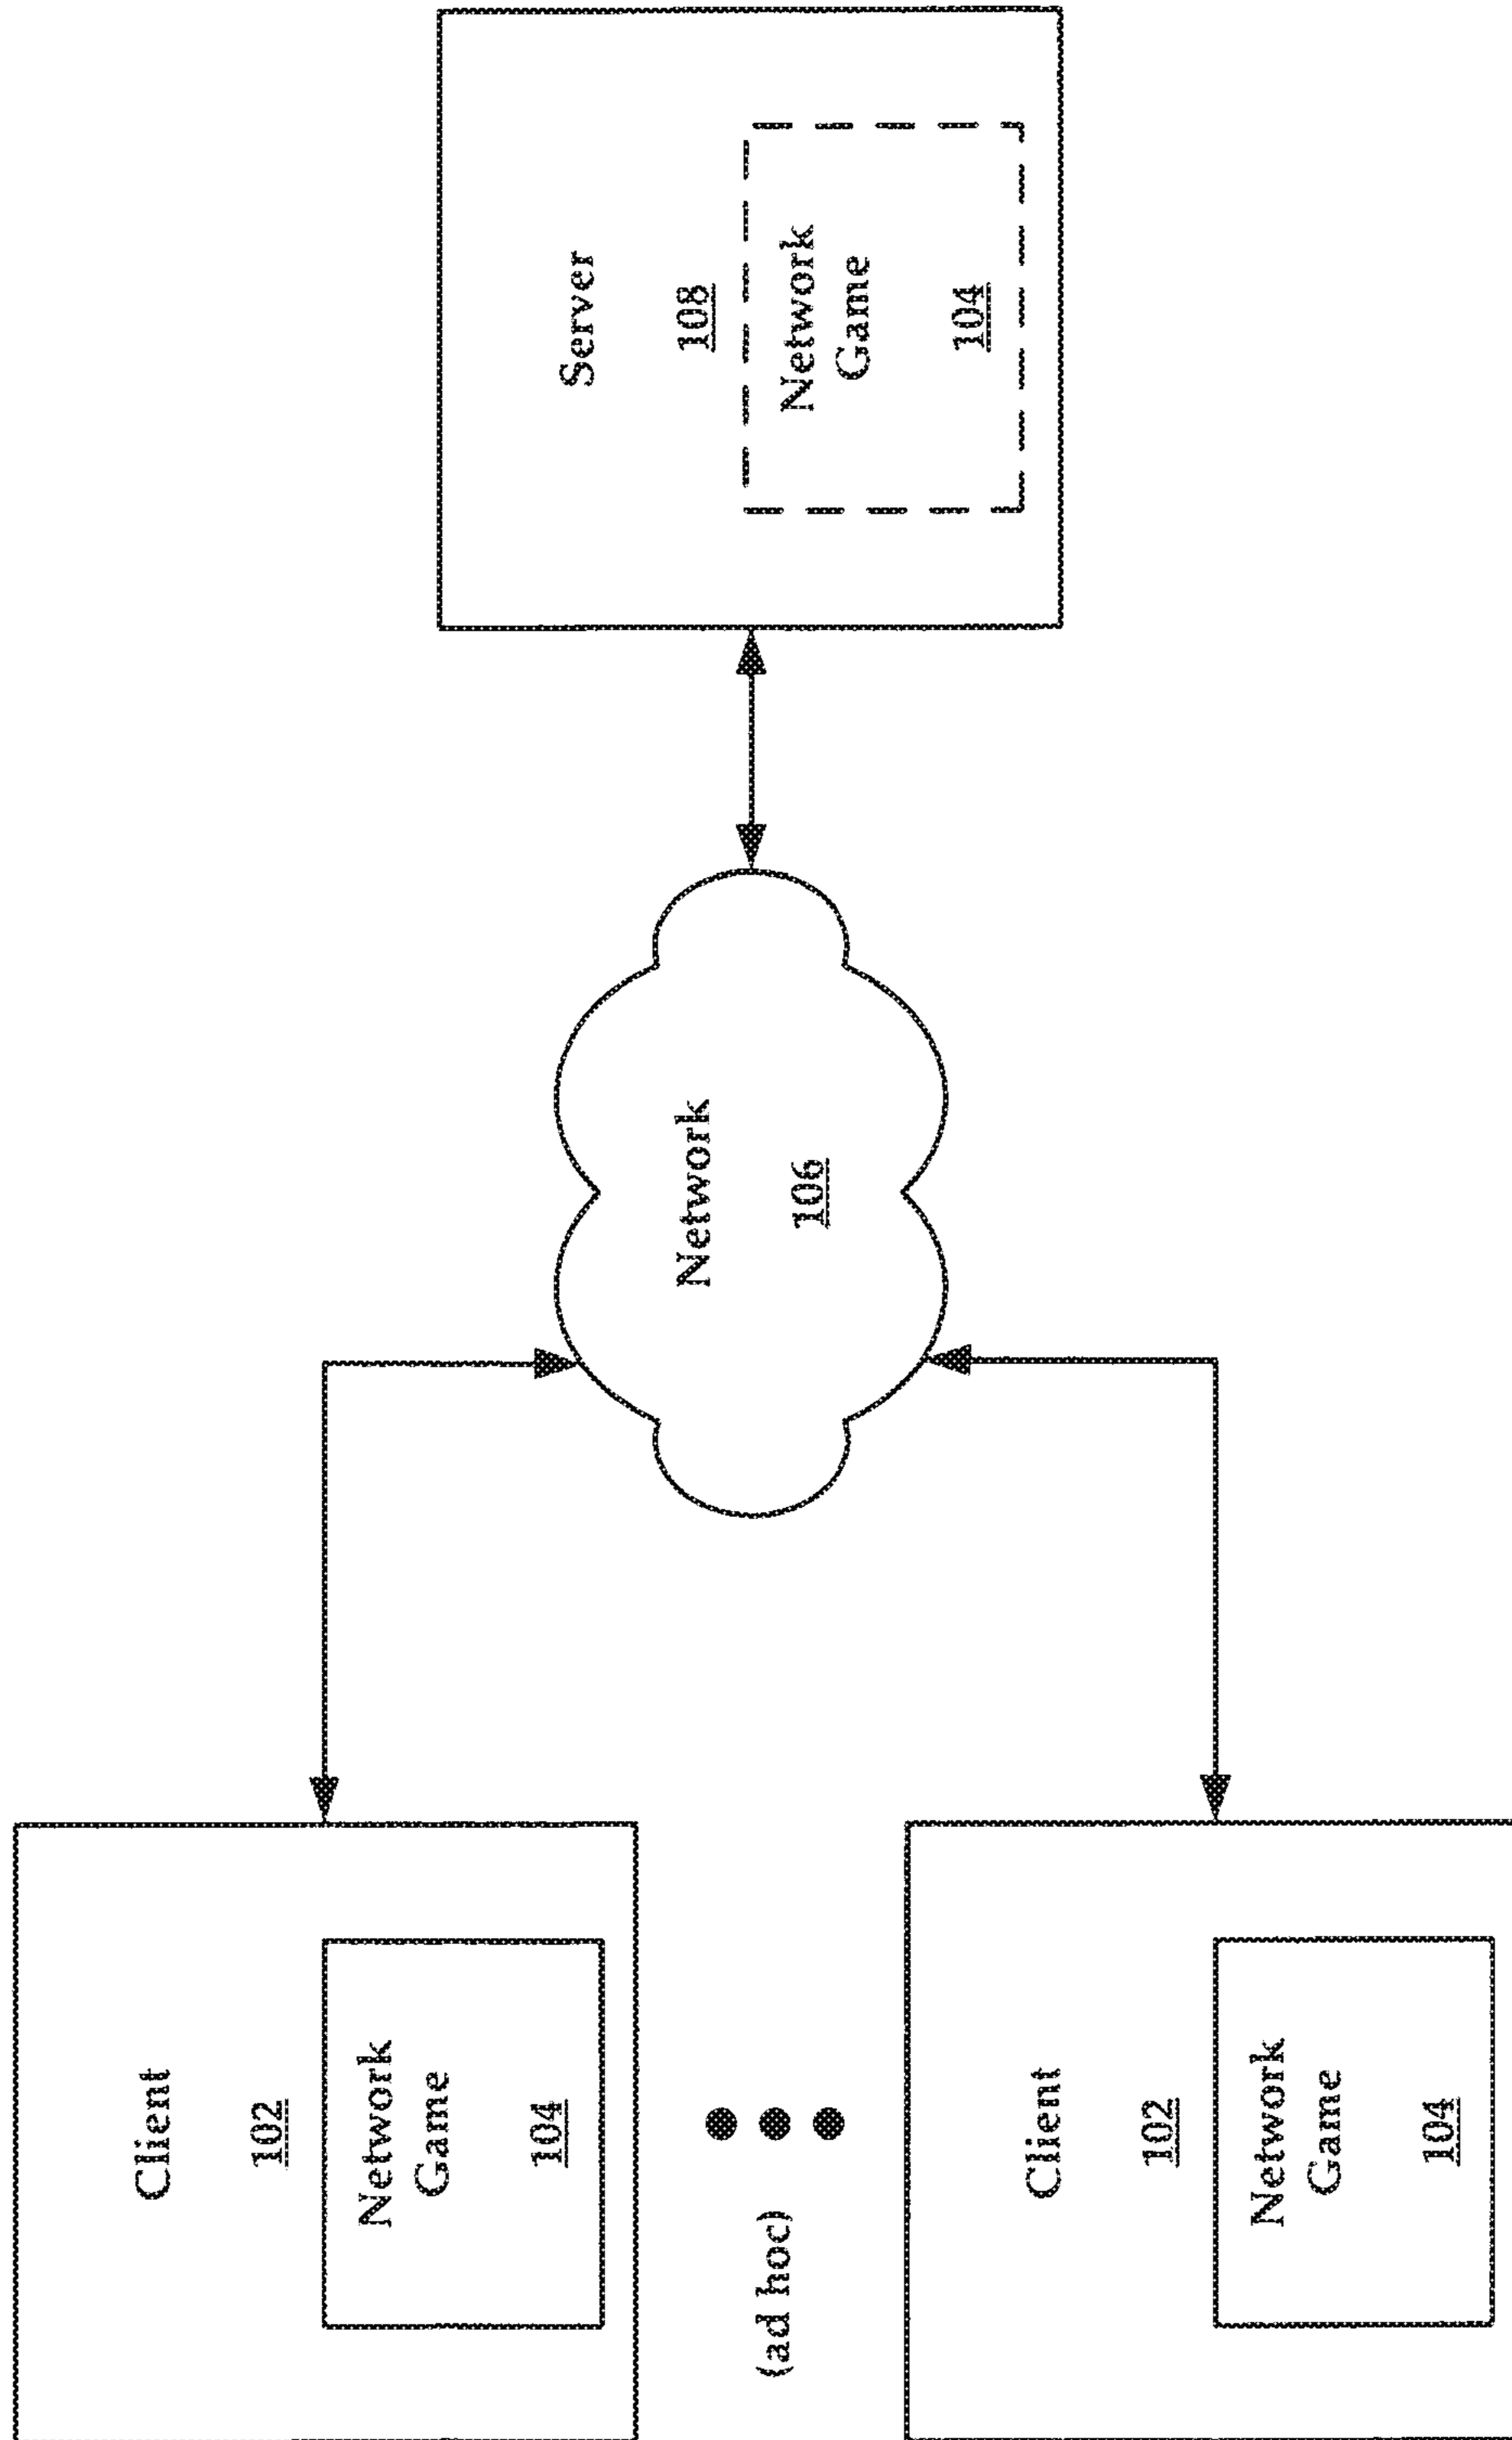 Client
102
Network
Game
104
(ad hoc)
Client
102
Network
Game
104
Network
106
Server
108
Network
Game
104